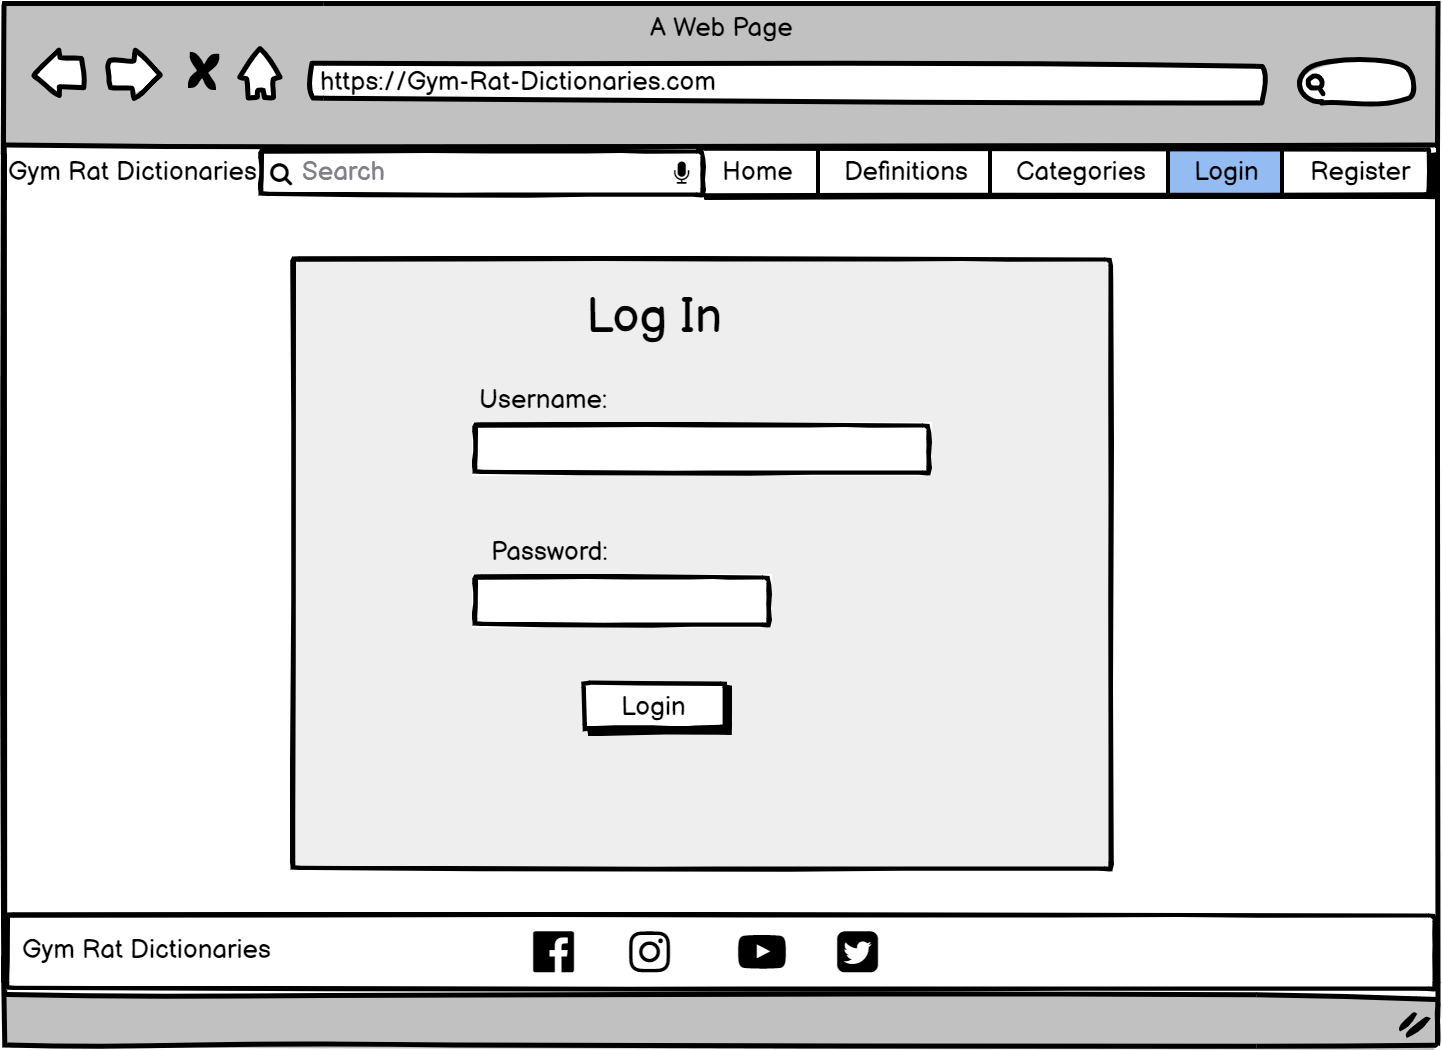 A Web Page
https://Gym-Rat-Dictionaries.com
Gym Rat Dictionaries Search Home Definitions Categories Login Register
Log In
Username:
Password:
Login
Gym Rat Dictionaries